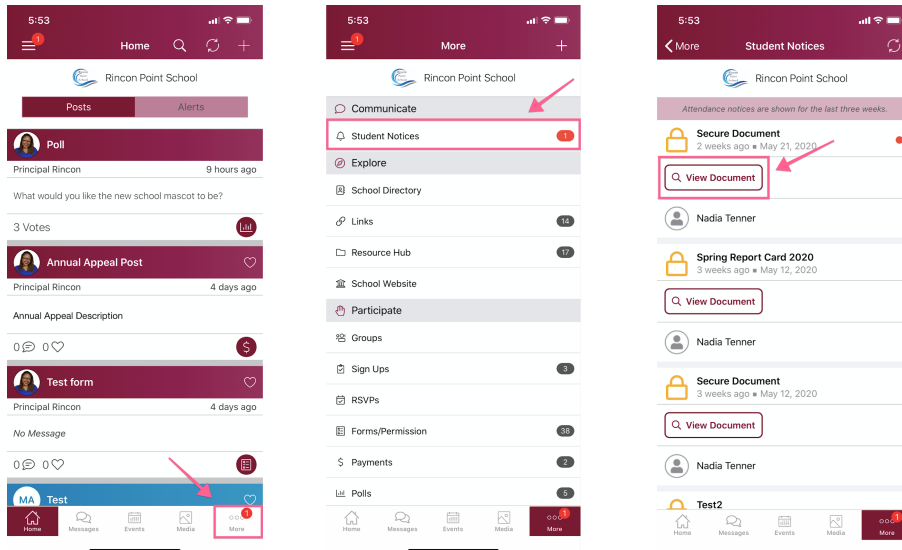 5:53
1
Home
Rincon Point School
Posts
Alerts
Poll
Principal Rincon
9 hours ago
What would you like the new school mascot to be?
3 Votes
Annual Appeal Post
Principal Rincon
4 days ago
Annual Appeal Description
0 0
$
Test form
Principal Rincon
4 days ago
No Message
0 0
MA Test
1
Home
Messages
Events
Media
More
5:53
1
More
Rincon Point School
Communicate
Student Notices 1
Explore
School Directory
Links 14
Resource Hub 17
School Website
Participate
Groups
Sign Ups 3
RSVPs
Forms/Permission 38
$ Payments 2
Polls 5
1
Home
Messages
Events
Media
More
5:53
More
Student Notices
Rincon Point School
Attendance notices are shown for the last three weeks.
Secure Document
2 weeks ago ■ May 21, 2020
View Document
Nadia Tenner
Spring Report Card 2020
3 weeks ago ■ May 12, 2020
View Document
Nadia Tenner
Secure Document
3 weeks ago ■ May 12, 2020
View Document
Nadia Tenner
Test2
1
Home
Messages
Events
Media
More